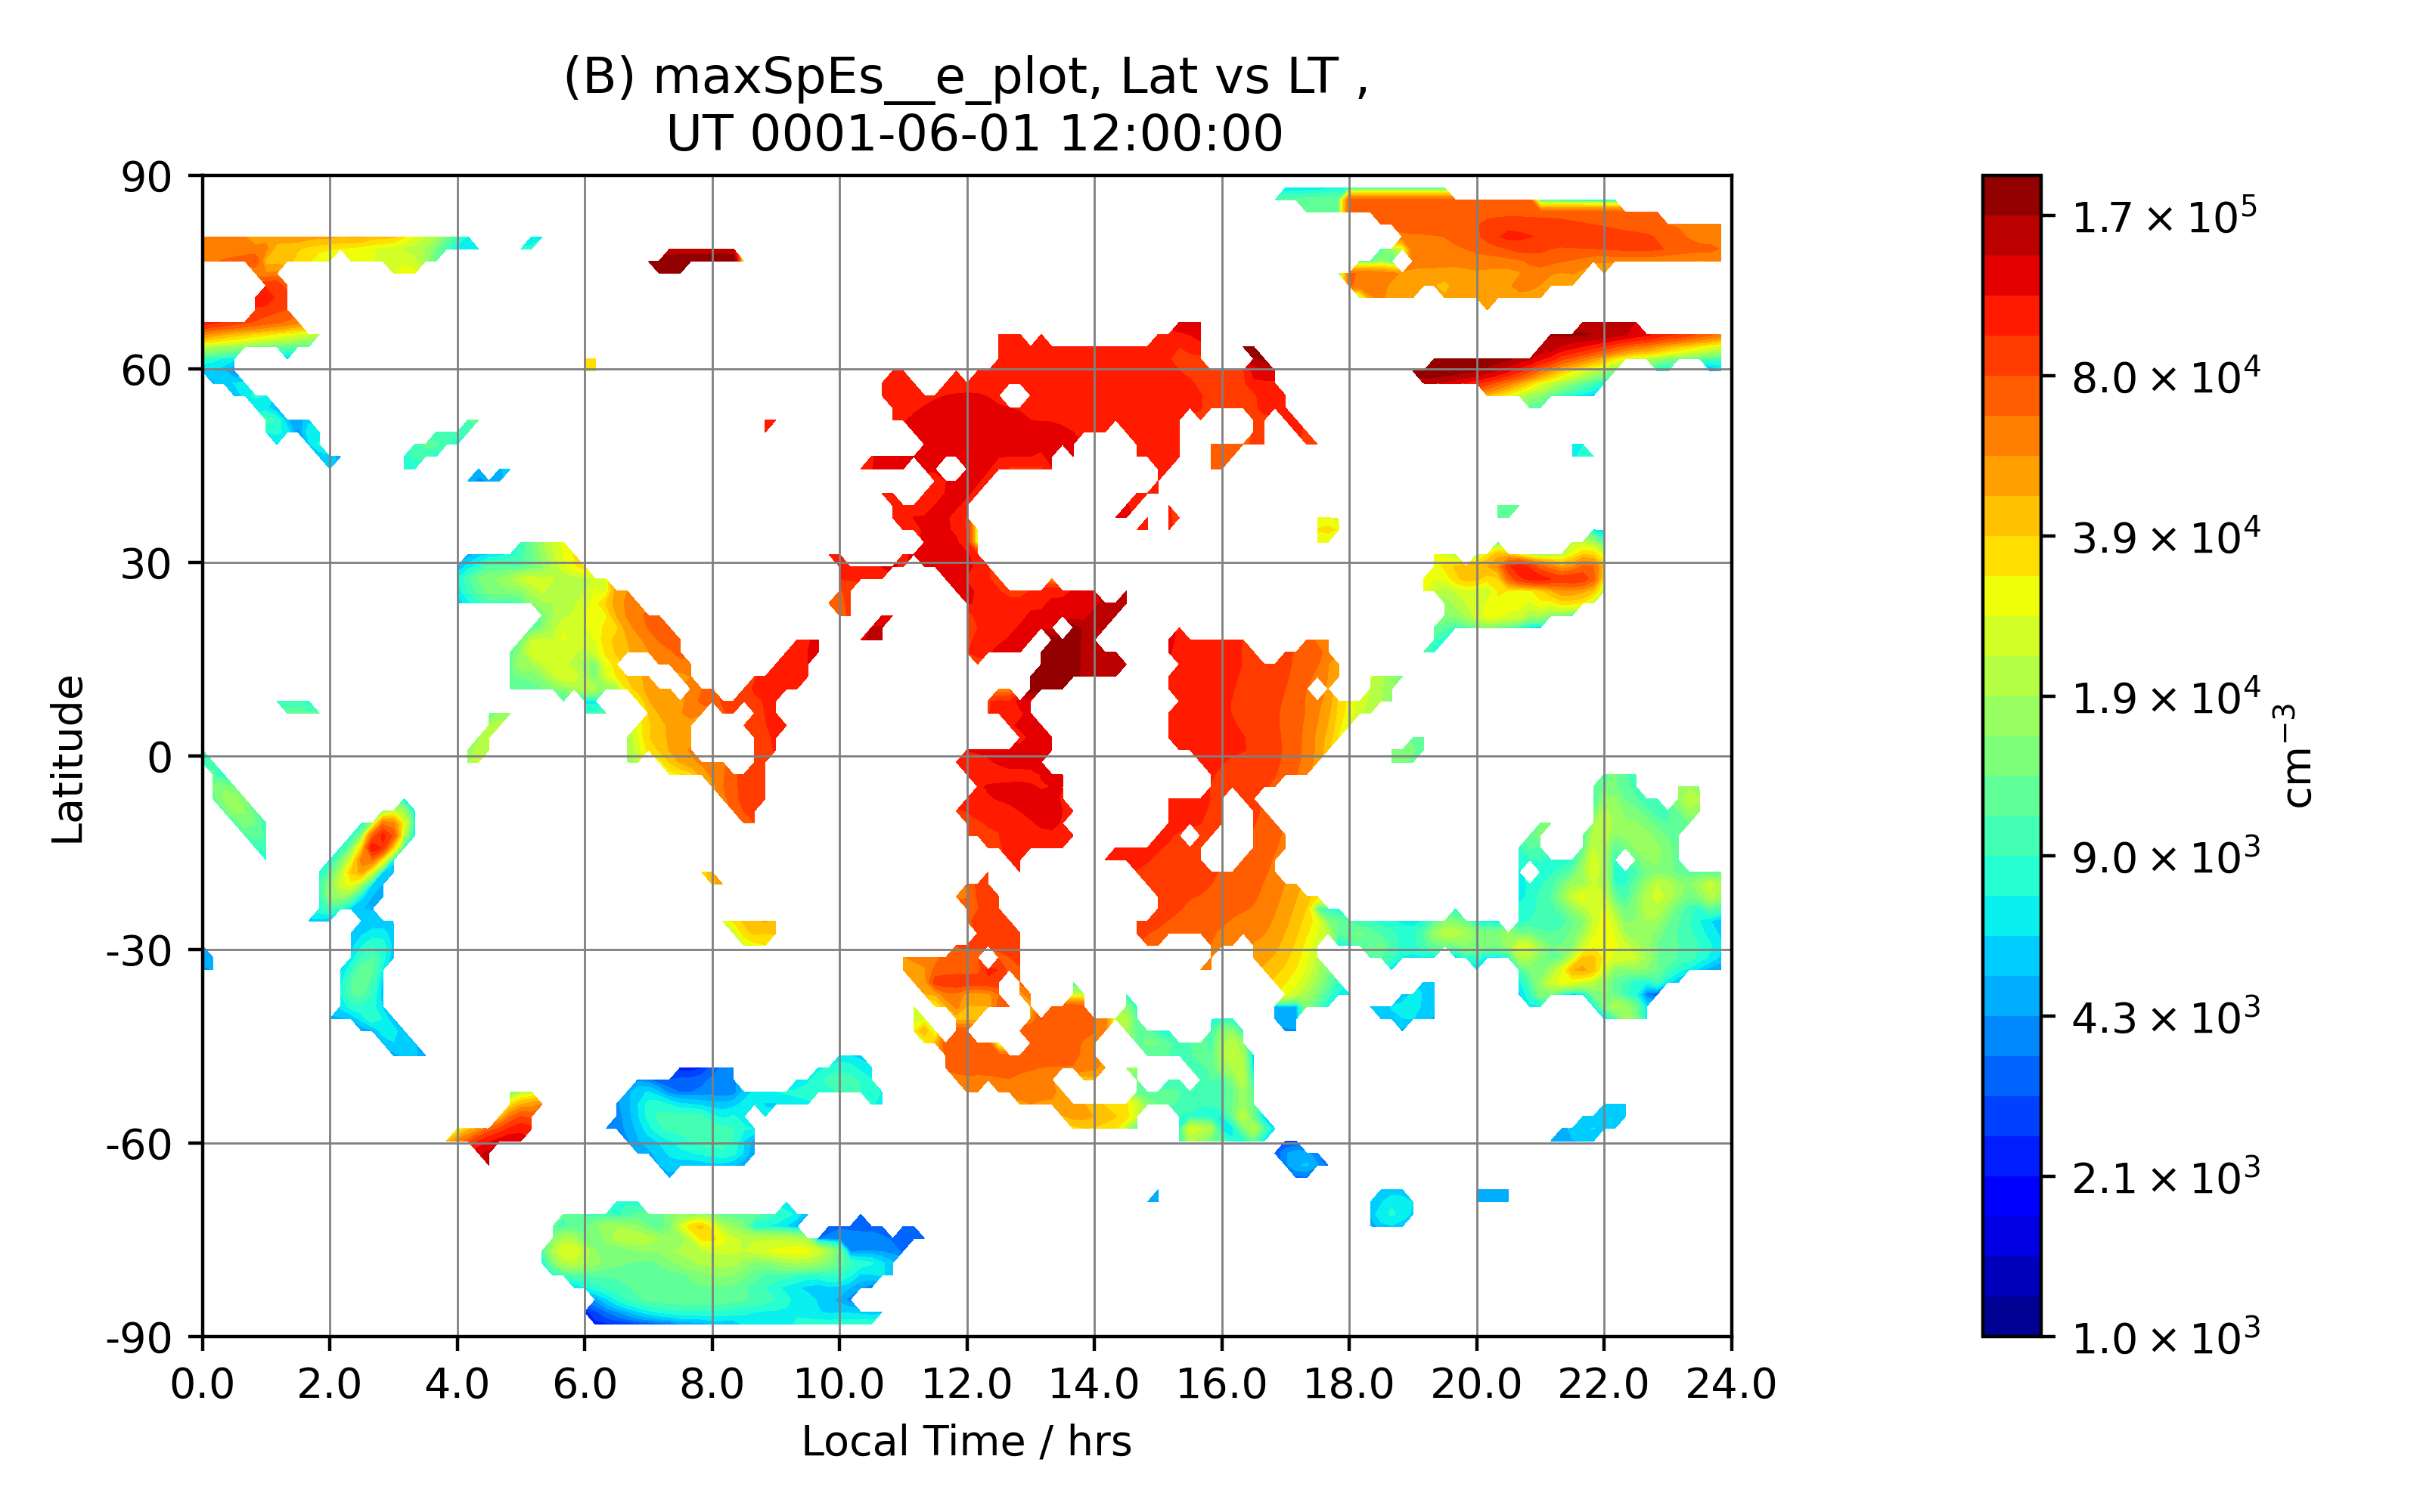 (B) maxSpEs__e_plot, Lat vs LT ,
UT 0001-06-01 12:00:00
90
60
30
0
-30
-60
-90
Latitude
0.0 2.0 4.0 6.0 8.0 10.0 12.0 14.0 16.0 18.0 20.0 22.0 24.0
Local Time / hrs
1.7 × 10⁵
8.0 × 10⁴
3.9 × 10⁴
1.9 × 10⁴
9.0 × 10³
4.3 × 10³
2.1 × 10³
1.0 × 10³
cm⁻³